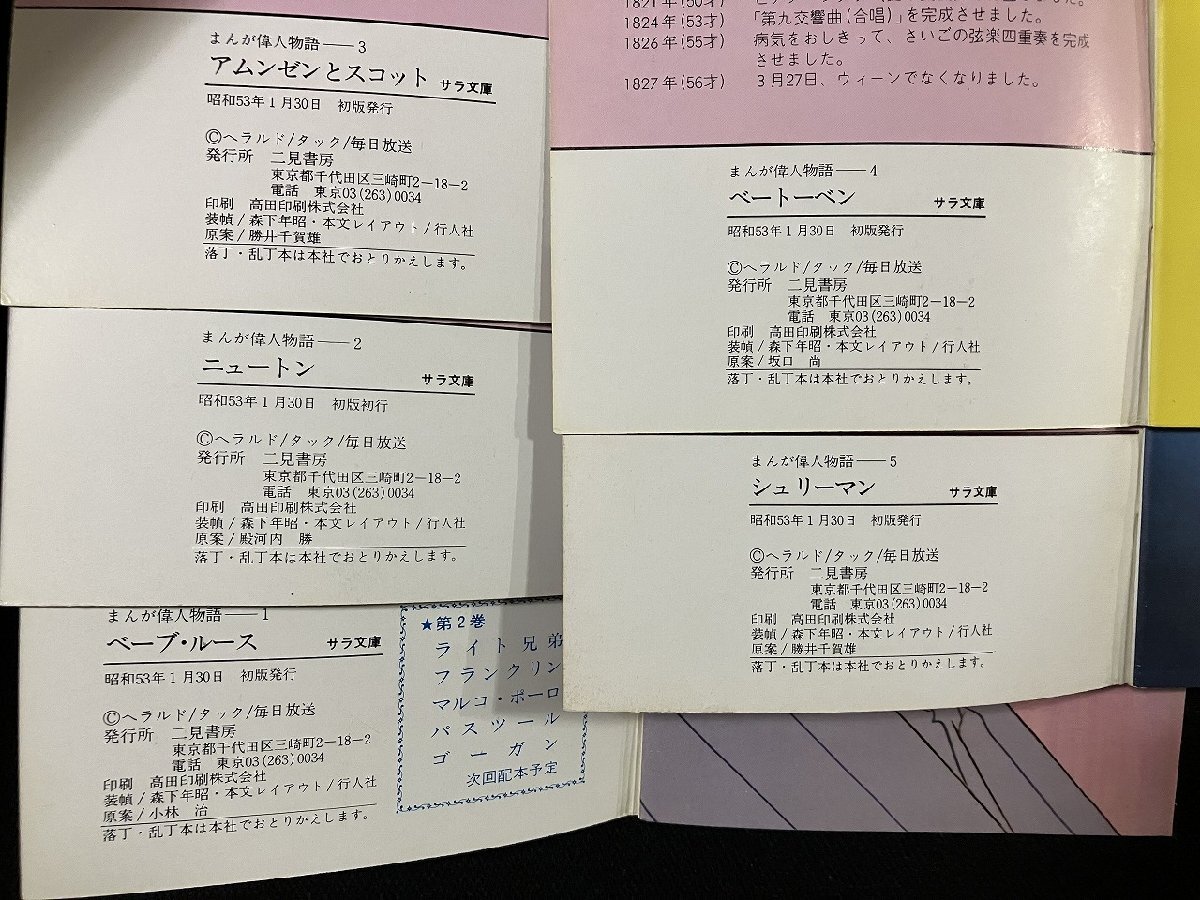 まんが偉人物語――3
アムンゼンとスコット サラ文庫
昭和53年1月30日 初版発行
Ⓒヘラルド/タック/毎日放送
発行所 二見書房
東京都千代田区三崎町2-18-2
電話 東京03(263)0034
印刷 高田印刷株式会社
装幀/森下年昭・本文レイアウト/行人社
原案/勝井千賀雄
落丁・乱丁本は本社でおとりかえします。
1824年(53才) 「第九交響曲(合唱)」を完成させました。
1826年(55才) 病気をおしきって、さいごの弦楽四重奏を完成
させました。
1827年(56才) 3月27日、ウィーンでなくなりました。
まんが偉人物語――4
ベートーベン サラ文庫
昭和53年1月30日 初版発行
Ⓒヘラルド/タック/毎日放送
発行所 二見書房
東京都千代田区三崎町2-18-2
電話 東京03(263)0034
印刷 高田印刷株式会社
装幀/森下年昭・本文レイアウト/行人社
原案/坂口 尚
落丁・乱丁本は本社でおとりかえします。
まんが偉人物語――2
ニュートン サラ文庫
昭和53年1月30日 初版初行
Ⓒヘラルド/タック/毎日放送
発行所 二見書房
東京都千代田区三崎町2-18-2
電話 東京03(263)0034
印刷 高田印刷株式会社
装幀/森下年昭・本文レイアウト/行人社
原案/殿河内 勝
落丁・乱丁本は本社でおとりかえします。
まんが偉人物語――5
シュリーマン サラ文庫
昭和53年1月30日 初版発行
Ⓒヘラルド/タック/毎日放送
発行所 二見書房
東京都千代田区三崎町2-18-2
電話 東京03(263)0034
印刷 高田印刷株式会社
装幀/森下年昭・本文レイアウト/行人社
原案/勝井千賀雄
落丁・乱丁本は本社でおとりかえします。
まんが偉人物語――1
ベーブ・ルース サラ文庫
昭和53年1月30日 初版発行
Ⓒヘラルド/タック/毎日放送
発行所 二見書房
東京都千代田区三崎町2-18-2
電話 東京03(263)0034
印刷 高田印刷株式会社
装幀/森下年昭・本文レイアウト/行人社
原案/小林 治
落丁・乱丁本は本社でおとりかえします。
★第2巻
ライト兄弟
フランクリン
マルコ・ポーロ
パスツール
ゴーガン
次回配本予定